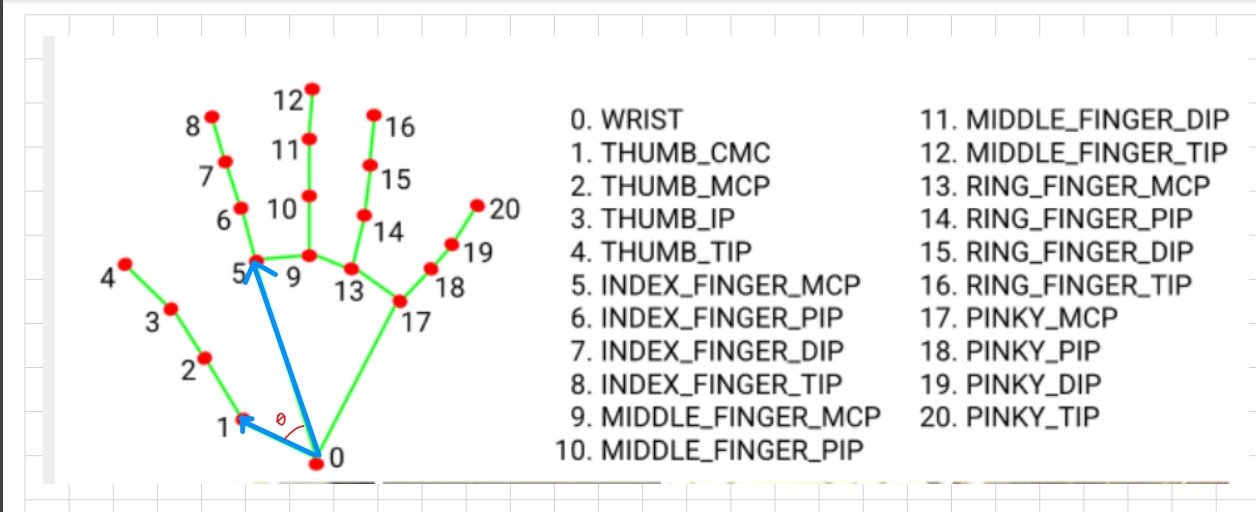 12
8
16
11
7
15
10
20
6
14
19
5
9
4
18
13
3
17
2
1
θ
0
0. WRIST
1. THUMB_CMC
2. THUMB_MCP
3. THUMB_IP
4. THUMB_TIP
5. INDEX_FINGER_MCP
6. INDEX_FINGER_PIP
7. INDEX_FINGER_DIP
8. INDEX_FINGER_TIP
9. MIDDLE_FINGER_MCP
10. MIDDLE_FINGER_PIP
11. MIDDLE_FINGER_DIP
12. MIDDLE_FINGER_TIP
13. RING_FINGER_MCP
14. RING_FINGER_PIP
15. RING_FINGER_DIP
16. RING_FINGER_TIP
17. PINKY_MCP
18. PINKY_PIP
19. PINKY_DIP
20. PINKY_TIP